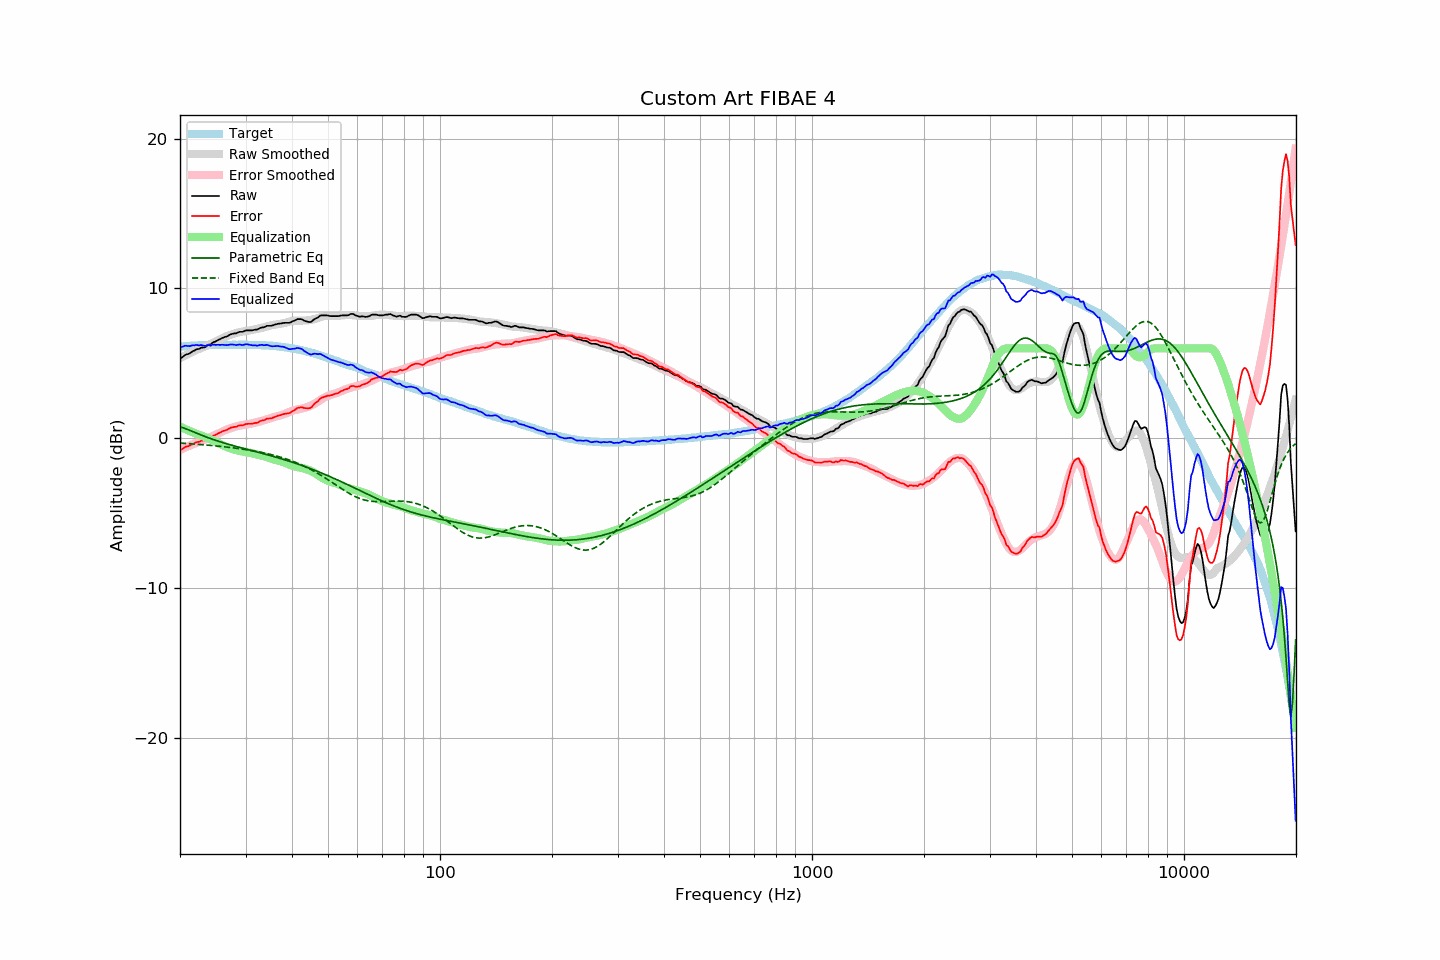 Custom Art FIBAE 4
Target
Raw Smoothed
Error Smoothed
Raw
Error
Equalization
Parametric Eq
Fixed Band Eq
Equalized
20
10
0
−10
−20
Amplitude (dBr)
100
1000
10000
Frequency (Hz)